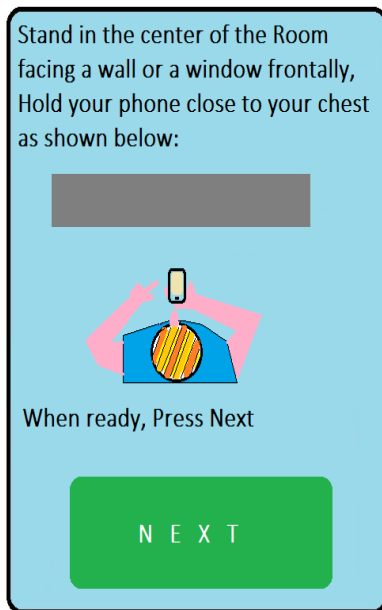 Stand in the center of the Room
facing a wall or a window frontally,
Hold your phone close to your chest
as shown below:
When ready, Press Next
NEXT